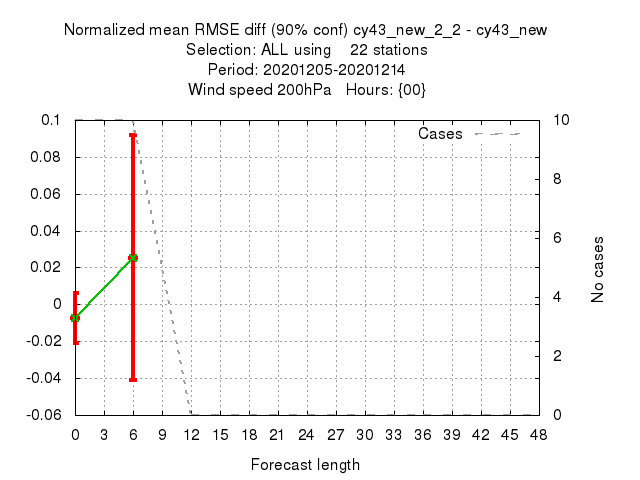 Normalized mean RMSE diff (90% conf) cy43_new_2_2 - cy43_new
Selection: ALL using 22 stations
Period: 20201205-20201214
Wind speed 200hPa Hours: {00}
Cases
0.1
0.08
0.06
0.04
0.02
0
-0.02
-0.04
-0.06
10
8
6
4
2
0
No cases
0 3 6 9 12 15 18 21 24 27 30 33 36 39 42 45 48
Forecast length